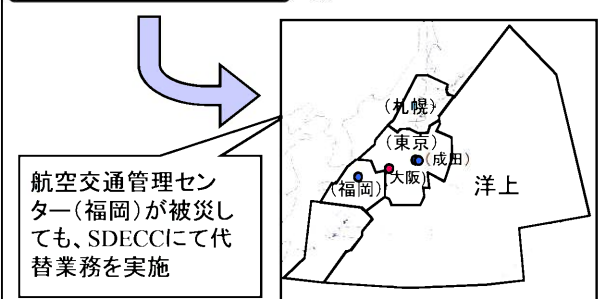 (札幌)
(東京)
(成田)
(大阪)
(福岡)
洋上
航空交通管理セン
ター(福岡)が被災し
ても、SDECCにて代
替業務を実施